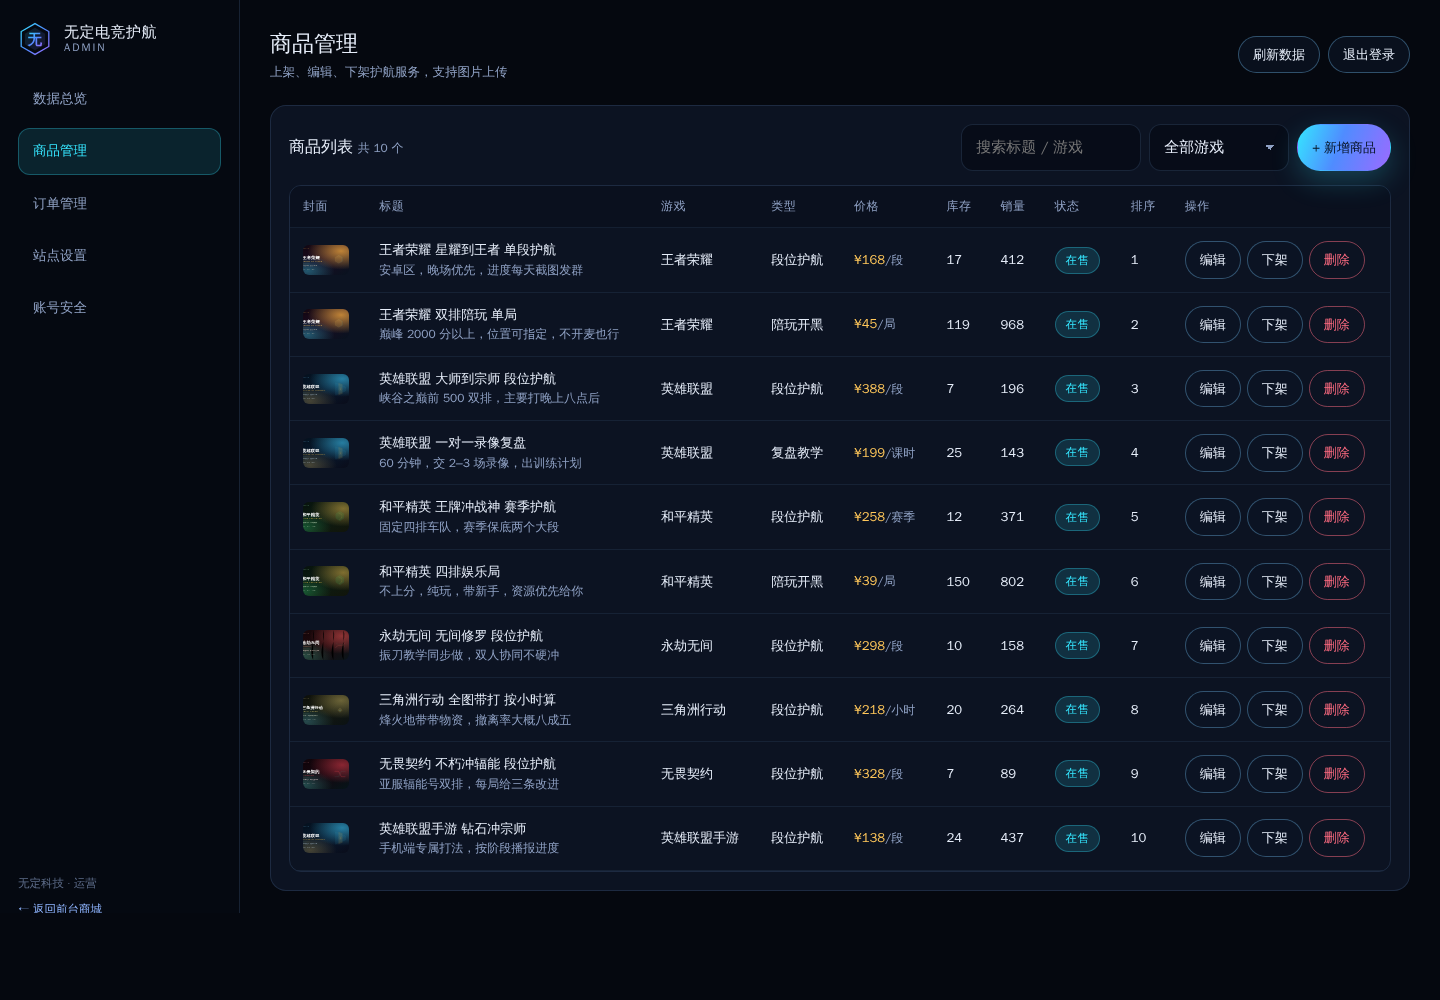 无
无定电竞护航
ADMIN
数据总览
商品管理
订单管理
站点设置
账号安全
无定科技 · 运营
← 返回前台商城
商品管理
上架、编辑、下架护航服务，支持图片上传
刷新数据 退出登录
商品列表 共 10 个
搜索标题 / 游戏 全部游戏 + 新增商品
封面 标题 游戏 类型 价格 库存 销量 状态 排序 操作
王者荣耀 星耀到王者 单段护航
安卓区，晚场优先，进度每天截图发群
王者荣耀 段位护航 ¥168/段 17 412 在售 1 编辑 下架 删除
王者荣耀 双排陪玩 单局
巅峰 2000 分以上，位置可指定，不开麦也行
王者荣耀 陪玩开黑 ¥45/局 119 968 在售 2 编辑 下架 删除
英雄联盟 大师到宗师 段位护航
峡谷之巅前 500 双排，主要打晚上八点后
英雄联盟 段位护航 ¥388/段 7 196 在售 3 编辑 下架 删除
英雄联盟 一对一录像复盘
60 分钟，交 2–3 场录像，出训练计划
英雄联盟 复盘教学 ¥199/课时 25 143 在售 4 编辑 下架 删除
和平精英 王牌冲战神 赛季护航
固定四排车队，赛季保底两个大段
和平精英 段位护航 ¥258/赛季 12 371 在售 5 编辑 下架 删除
和平精英 四排娱乐局
不上分，纯玩，带新手，资源优先给你
和平精英 陪玩开黑 ¥39/局 150 802 在售 6 编辑 下架 删除
永劫无间 无间修罗 段位护航
振刀教学同步做，双人协同不硬冲
永劫无间 段位护航 ¥298/段 10 158 在售 7 编辑 下架 删除
三角洲行动 全图带打 按小时算
烽火地带带物资，撤离率大概八成五
三角洲行动 段位护航 ¥218/小时 20 264 在售 8 编辑 下架 删除
无畏契约 不朽冲辐能 段位护航
亚服辐能号双排，每局给三条改进
无畏契约 段位护航 ¥328/段 7 89 在售 9 编辑 下架 删除
英雄联盟手游 钻石冲宗师
手机端专属打法，按阶段播报进度
英雄联盟手游 段位护航 ¥138/段 24 437 在售 10 编辑 下架 删除